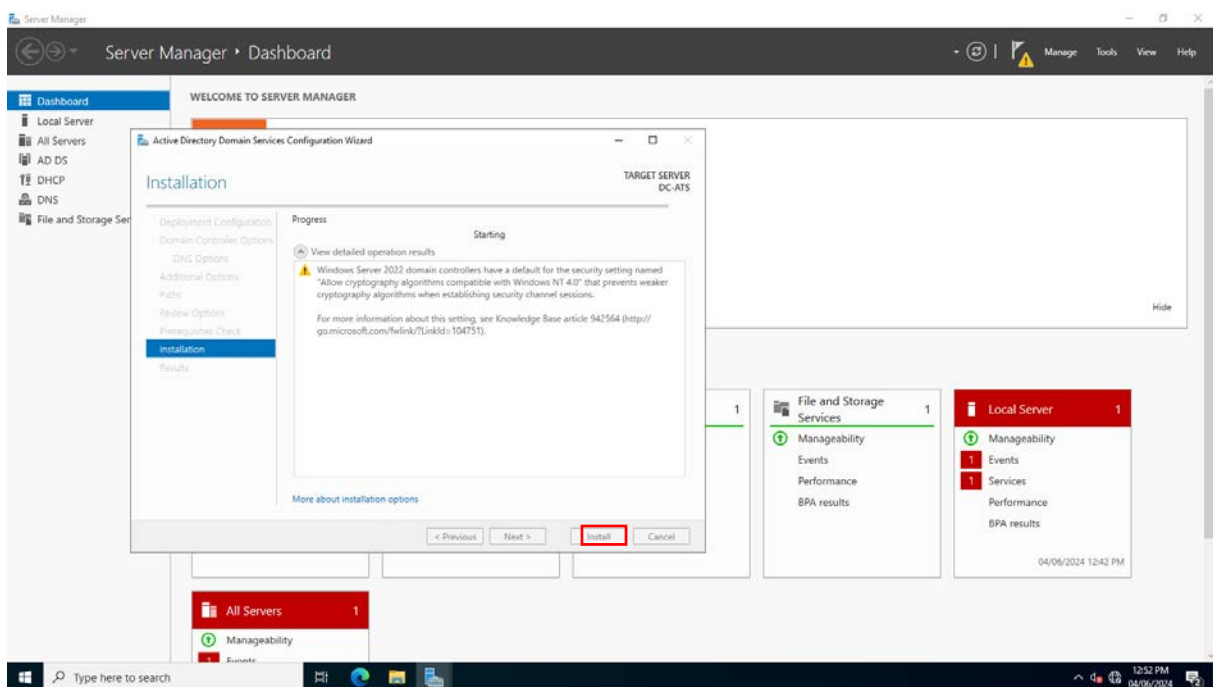 Server Manager
Server Manager • Dashboard
Manage Tools View Help
Dashboard
Local Server
All Servers
AD DS
DHCP
DNS
File and Storage Ser
WELCOME TO SERVER MANAGER
Active Directory Domain Services Configuration Wizard
Installation
TARGET SERVER
DC-ATS
Deployment Configuration
Domain Controller Options
DNS Options
Additional Options
Paths
Review Options
Prerequisites Check
Installation
Results
Progress
Starting
View detailed operation results
Windows Server 2022 domain controllers have a default for the security setting named
"Allow cryptography algorithms compatible with Windows NT 4.0" that prevents weaker
cryptography algorithms when establishing security channel sessions.
For more information about this setting, see Knowledge Base article 942564 (http://
go.microsoft.com/fwlink/?LinkId=104751).
More about installation options
< Previous Next > Install Cancel
Hide
1
File and Storage
Services 1
Manageability
Events
Performance
BPA results
Local Server 1
Manageability
1 Events
1 Services
Performance
BPA results
04/06/2024 12:42 PM
All Servers 1
Manageability
1 Events
Type here to search
12:52 PM
04/06/2024
2